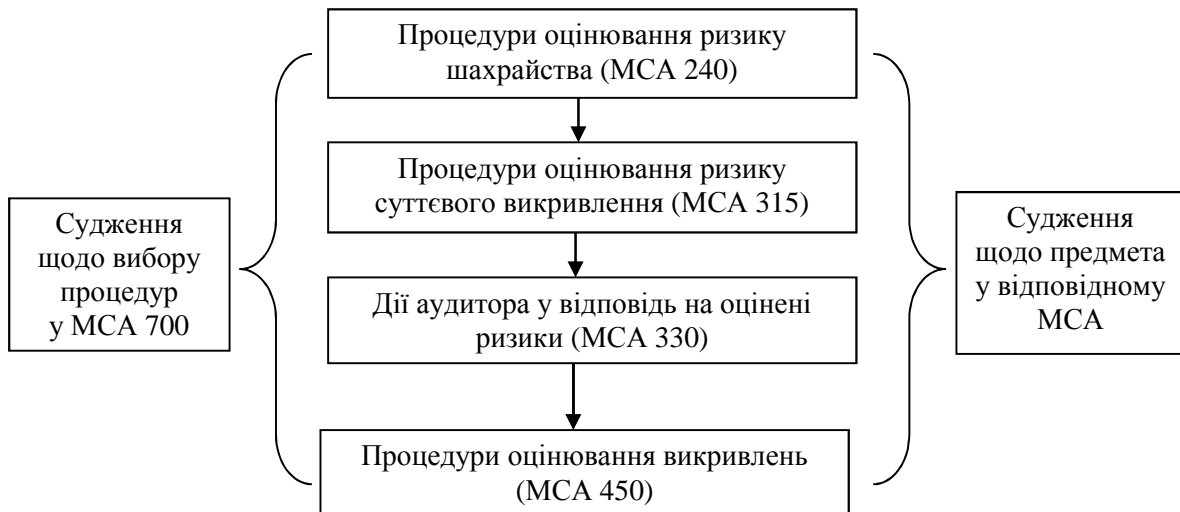 Процедури оцінювання ризику
шахрайства (МСА 240)
Процедури оцінювання ризику
суттєвого викривлення (МСА 315)
Судження
щодо вибору
процедур
у МСА 700
Судження
щодо предмета
у відповідному
МСА
Дії аудитора у відповідь на оцінені
ризики (МСА 330)
Процедури оцінювання викривлень
(МСА 450)